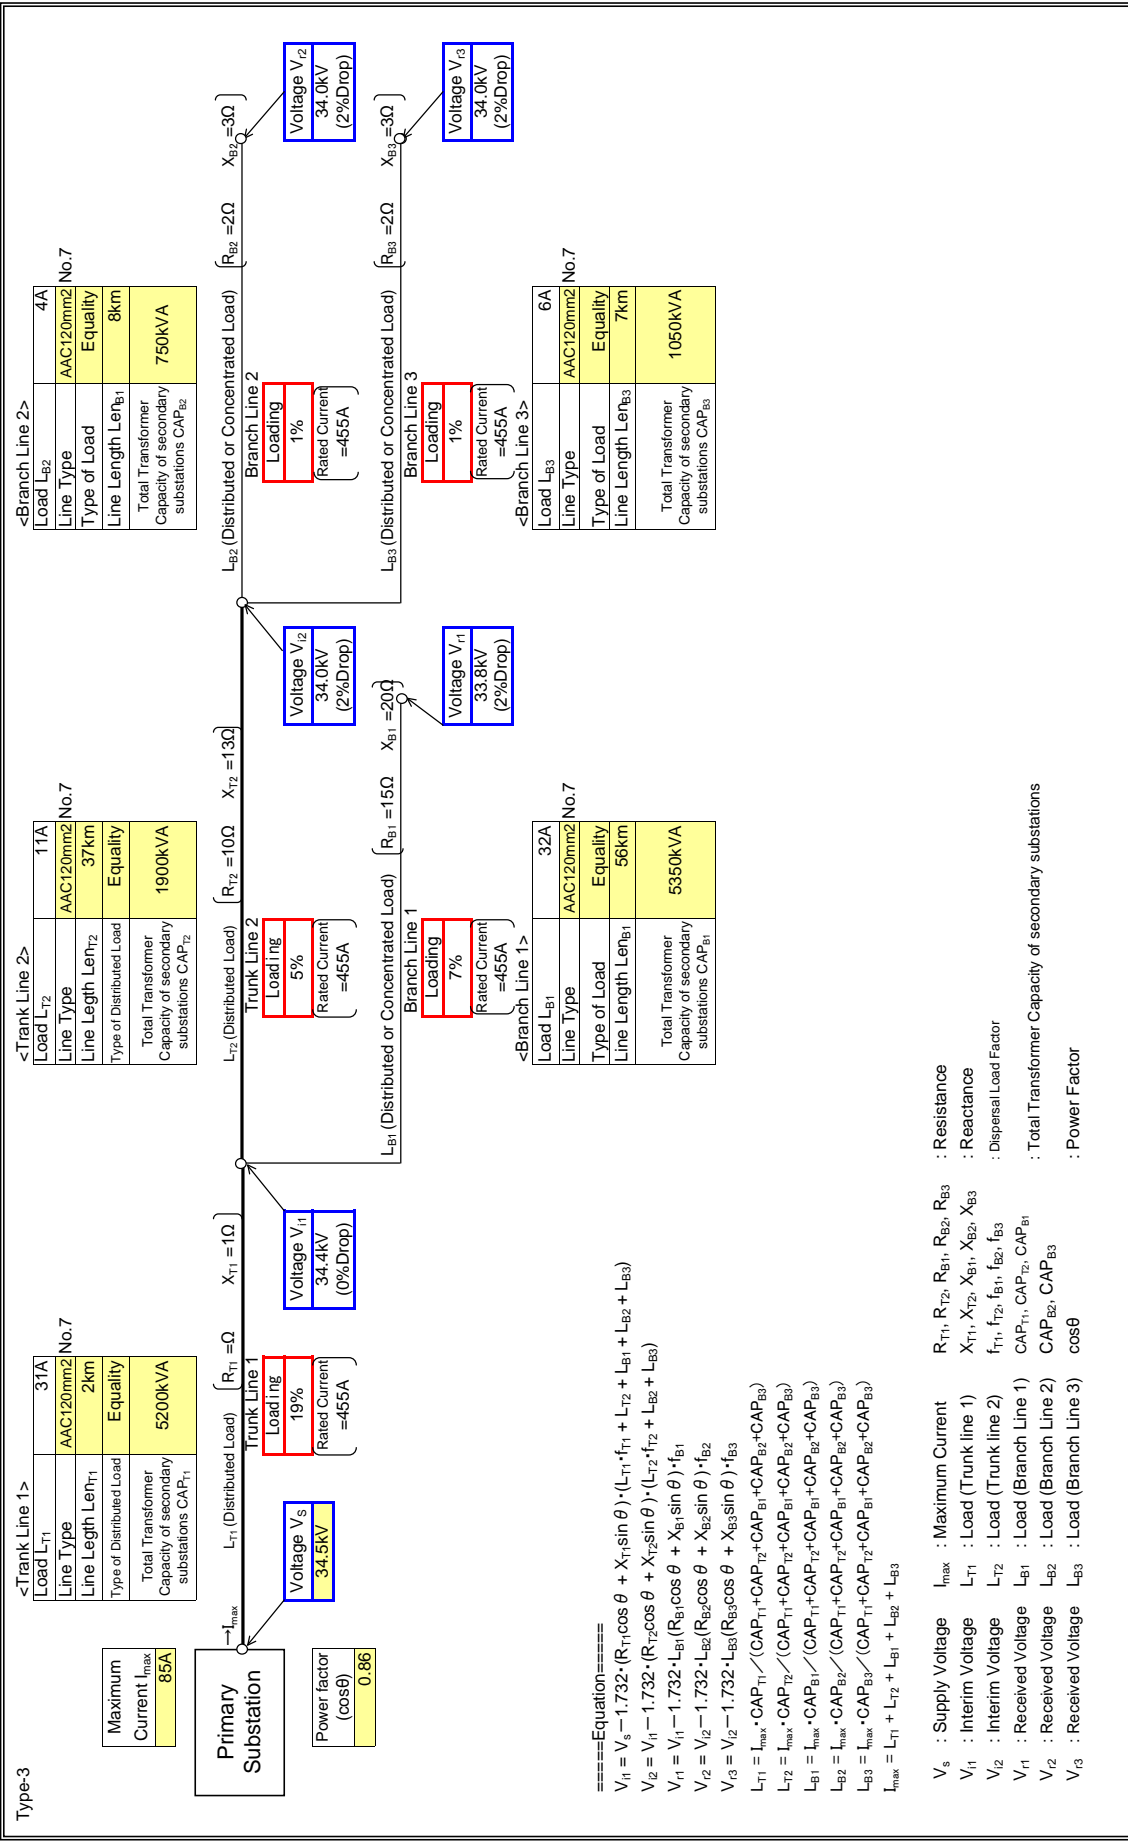 Type-3
Maximum
Current Imax
85A
Primary
Substation
Power factor
(cosθ)
0.86
→Imax
Voltage VS
34.5kV
<Trank Line 1>
Load LT1 31A
Line Type AAC120mm2 No.7
Line Legth LenT1 2km
Type of Distributed Load Equality
Total Transformer
Capacity of secondary
substations CAPT1
5200kVA
LT1 (Distributed Load) RT1 =Ω XT1 =1Ω
Trunk Line 1
Loading
19%
Rated Current
=455A
Voltage Vi1
34.4kV
(0%Drop)
<Trank Line 2>
Load LT2 11A
Line Type AAC120mm2 No.7
Line Legth LenT2 37km
Type of Distributed Load Equality
Total Transformer
Capacity of secondary
substations CAPT2
1900kVA
LT2 (Distributed Load) RT2 =10Ω XT2 =13Ω
Trunk Line 2
Loading
5%
Rated Current
=455A
Voltage Vi2
34.0kV
(2%Drop)
LB1 (Distributed or Concentrated Load) RB1 =15Ω XB1 =20Ω
Branch Line 1
Loading
7%
Rated Current
=455A
Voltage Vr1
33.8kV
(2%Drop)
<Branch Line 1>
Load LB1 32A
Line Type AAC120mm2 No.7
Type of Load Equality
Line Length LenB1 56km
Total Transformer
Capacity of secondary
substations CAPB1
5350kVA
<Branch Line 2>
Load LB2 4A
Line Type AAC120mm2 No.7
Type of Load Equality
Line Length LenB1 8km
Total Transformer
Capacity of secondary
substations CAPB2
750kVA
LB2 (Distributed or Concentrated Load) RB2 =2Ω XB2 =3Ω
Branch Line 2
Loading
1%
Rated Current
=455A
Voltage Vr2
34.0kV
(2%Drop)
LB3 (Distributed or Concentrated Load) RB3 =2Ω XB3 =3Ω
Branch Line 3
Loading
1%
Rated Current
=455A
Voltage Vr3
34.0kV
(2%Drop)
<Branch Line 3>
Load LB3 6A
Line Type AAC120mm2 No.7
Type of Load Equality
Line Length LenB3 7km
Total Transformer
Capacity of secondary
substations CAPB3
1050kVA
=====Equation=====
Vi1 = Vs－1.732・(RT1cos θ + XT1sin θ)・(LT1・fT1 + LT2 + LB1 + LB2 + LB3)
Vi2 = Vi1－1.732・(RT2cos θ + XT2sin θ)・(LT2・fT2 + LB2 + LB3)
Vr1 = Vi1－1.732・LB1(RB1cos θ + XB1sin θ)・fB1
Vr2 = Vi2－1.732・LB2(RB2cos θ + XB2sin θ)・fB2
Vr3 = Vi2－1.732・LB3(RB3cos θ + XB3sin θ)・fB3
LT1 = Imax・CAPT1／(CAPT1+CAPT2+CAPB1+CAPB2+CAPB3)
LT2 = Imax・CAPT2／(CAPT1+CAPT2+CAPB1+CAPB2+CAPB3)
LB1 = Imax・CAPB1／(CAPT1+CAPT2+CAPB1+CAPB2+CAPB3)
LB2 = Imax・CAPB2／(CAPT1+CAPT2+CAPB1+CAPB2+CAPB3)
LB3 = Imax・CAPB3／(CAPT1+CAPT2+CAPB1+CAPB2+CAPB3)
Imax = LT1 + LT2 + LB1 + LB2 + LB3
Vs : Supply Voltage Imax : Maximum Current RT1, RT2, RB1, RB2, RB3 : Resistance
Vi1 : Interim Voltage LT1 : Load (Trunk line 1) XT1, XT2, XB1, XB2, XB3 : Reactance
Vi2 : Interim Voltage LT2 : Load (Trunk line 2) fT1, fT2, fB1, fB2, fB3 : Dispersal Load Factor
Vr1 : Received Voltage LB1 : Load (Branch Line 1) CAPT1, CAPT2, CAPB1
Vr2 : Received Voltage LB2 : Load (Branch Line 2) CAPB2, CAPB3 : Total Transformer Capacity of secondary substations
Vr3 : Received Voltage LB3 : Load (Branch Line 3) cosθ : Power Factor